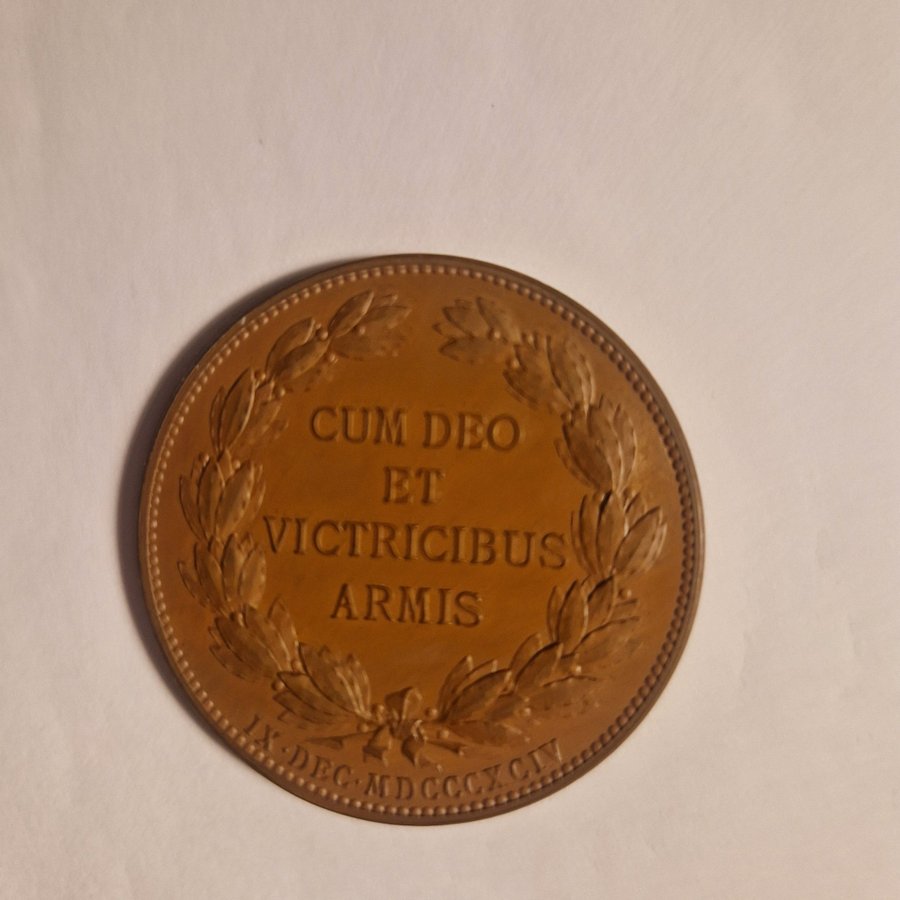 CUM DEO
ET
VICTRICIBUS
ARMIS
IX·DEC·MDCCCXCIV